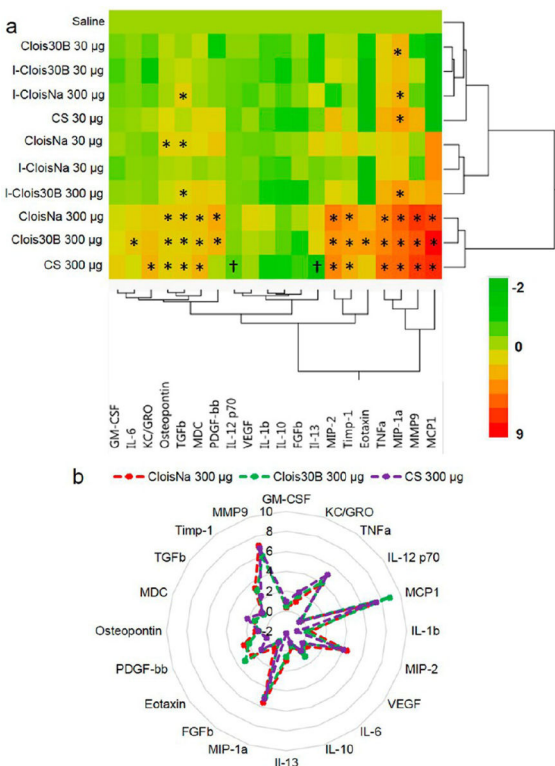 a
Saline
Clois30B 30 µg
I-Clois30B 30 µg
I-CloisNa 300 µg
CS 30 µg
CloisNa 30 µg
I-CloisNa 30 µg
I-Clois30B 300 µg
CloisNa 300 µg
Clois30B 300 µg
CS 300 µg
*
*
*
*
* *
* *
* * * * * * * * * *
* * * * * * * * * * * *
* * * * † † * * * * * *
-2
0
9
GM-CSF
IL-6
KC/GRO
Osteopontin
TGFb
MDC
PDGF-bb
IL-12 p70
VEGF
IL-1b
IL-10
FGFb
Il-13
MIP-2
Timp-1
Eotaxin
TNFa
MIP-1a
MMP9
MCP1
b
CloisNa 300 µg Clois30B 300 µg CS 300 µg
GM-CSF
KC/GRO
TNFa
IL-12 p70
MCP1
IL-1b
MIP-2
VEGF
IL-6
IL-10
Il-13
MIP-1a
FGFb
Eotaxin
PDGF-bb
Osteopontin
MDC
TGFb
Timp-1
MMP9
10
8
6
4
2
0
-2